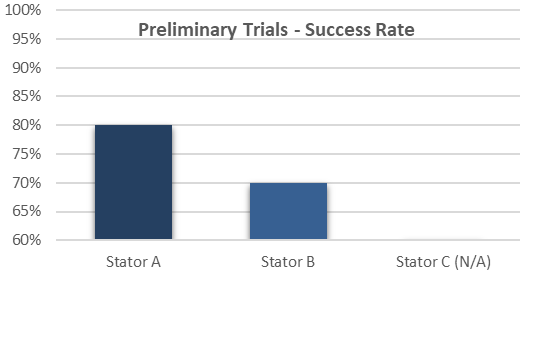 Preliminary Trials - Success Rate
100%
95%
90%
85%
80%
75%
70%
65%
60%
Stator A
Stator B
Stator C (N/A)